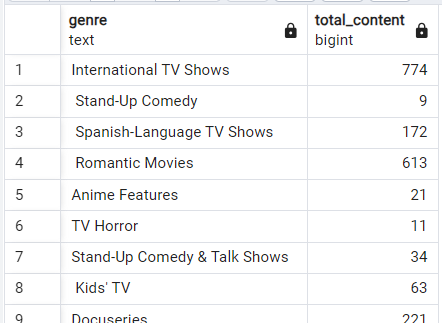 genre total_content
text bigint
1 International TV Shows 774
2 Stand-Up Comedy 9
3 Spanish-Language TV Shows 172
4 Romantic Movies 613
5 Anime Features 21
6 TV Horror 11
7 Stand-Up Comedy & Talk Shows 34
8 Kids' TV 63
9 Docuseries 221